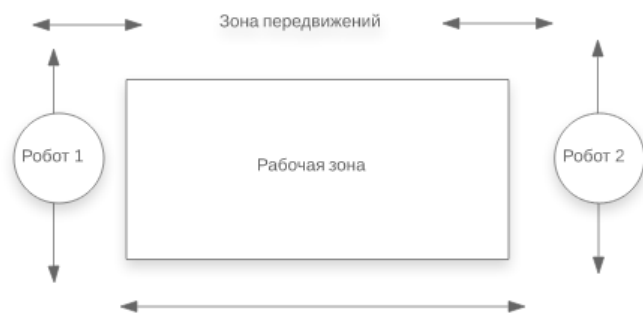 Зона передвижений
Робот 1
Рабочая зона
Робот 2